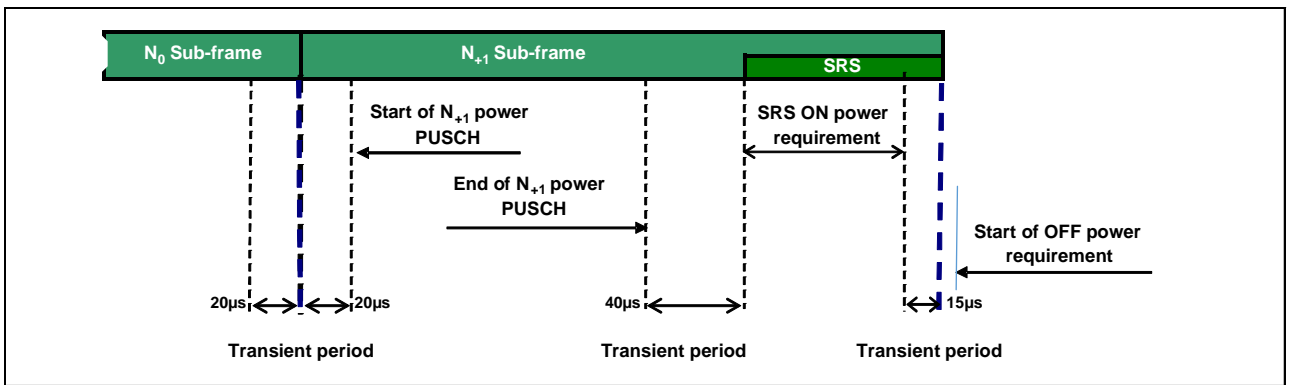 N0 Sub-frame
N+1 Sub-frame
SRS
Start of N+1 power
PUSCH
SRS ON power
requirement
End of N+1 power
PUSCH
Start of OFF power
requirement
20µs
20µs
40µs
15µs
Transient period
Transient period
Transient period